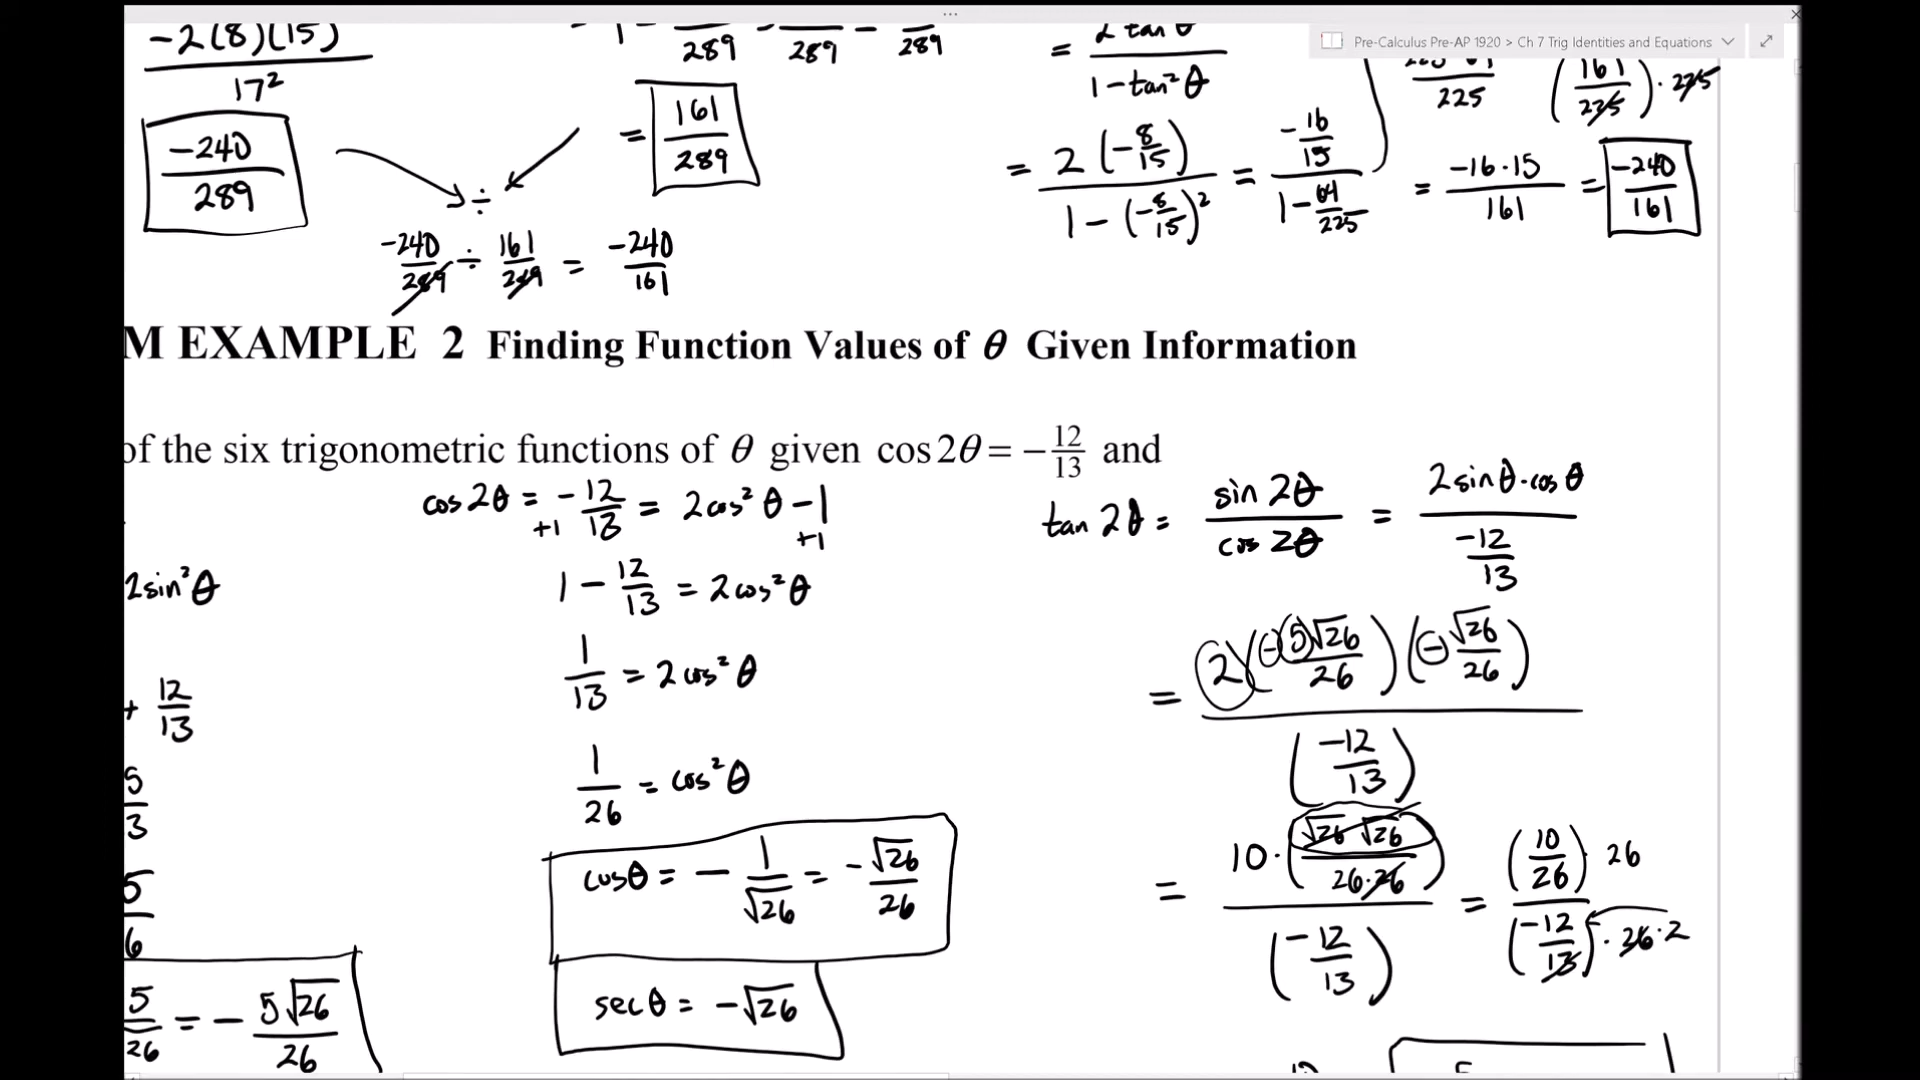 Pre-Calculus Pre-AP 1920 > Ch 7 Trig Identities and Equations
-2(8)(15) / 17²
-240/289
289 289 289
= 161/289
÷
-240/289 ÷ 161/289 = -240/161
= 2 tan θ / 1-tan²θ
225 (161/225)·225
= 2(-8/15) / 1-(-8/15)² = -16/15 / 1-64/225 = -16·15 / 161 = -240/161
M EXAMPLE 2 Finding Function Values of θ Given Information
of the six trigonometric functions of θ given cos 2θ = -12/13 and
cos 2θ = -12/13 = 2cos²θ-1
+1 +1
1 - 12/13 = 2cos²θ
1/13 = 2cos²θ
1/26 = cos²θ
cosθ = - 1/√26 = - √26/26
secθ = -√26
2sin²θ
+ 12/13
5/3
5/6
5/26 = - 5√26/26
tan 2θ = sin 2θ / cos 2θ = 2sinθ·cosθ / -12/13
= 2(-5√26/26)(-√26/26) / (-12/13)
= 10·(√26 √26 / 26·26) / (-12/13) = (10/26)·26 / (-12/13)·26·2